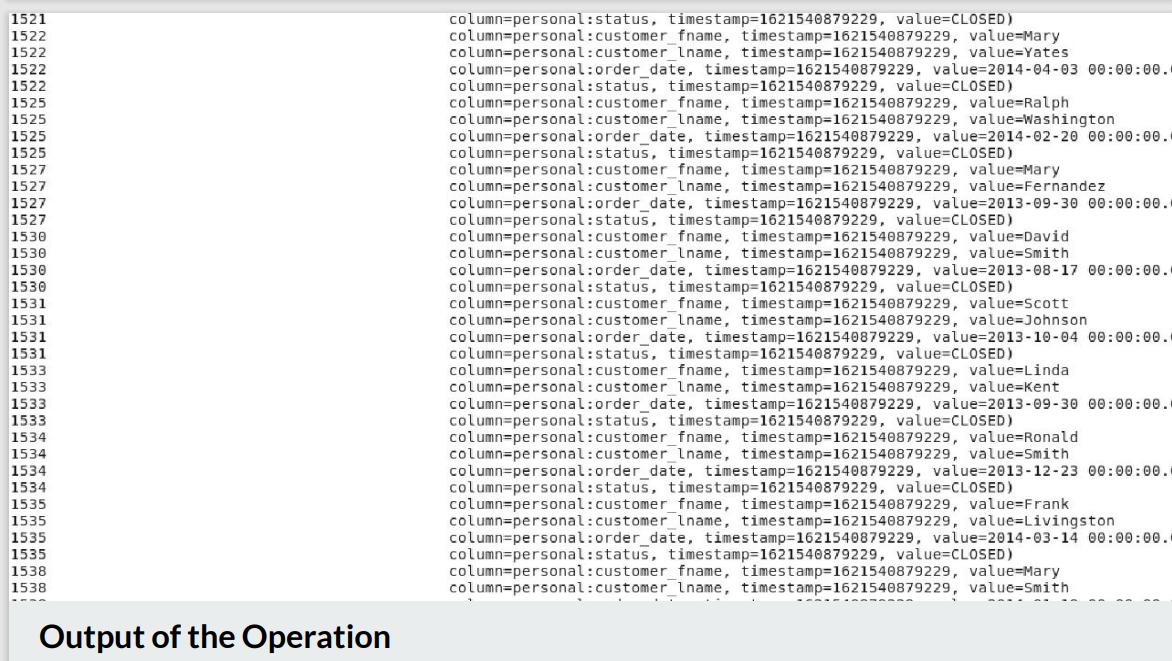 1521 column=personal:status, timestamp=1621540879229, value=CLOSED)
1522 column=personal:customer_fname, timestamp=1621540879229, value=Mary
1522 column=personal:customer_lname, timestamp=1621540879229, value=Yates
1522 column=personal:order_date, timestamp=1621540879229, value=2014-04-03 00:00:00.
1522 column=personal:status, timestamp=1621540879229, value=CLOSED)
1525 column=personal:customer_fname, timestamp=1621540879229, value=Ralph
1525 column=personal:customer_lname, timestamp=1621540879229, value=Washington
1525 column=personal:order_date, timestamp=1621540879229, value=2014-02-20 00:00:00.
1525 column=personal:status, timestamp=1621540879229, value=CLOSED)
1527 column=personal:customer_fname, timestamp=1621540879229, value=Mary
1527 column=personal:customer_lname, timestamp=1621540879229, value=Fernandez
1527 column=personal:order_date, timestamp=1621540879229, value=2013-09-30 00:00:00.
1527 column=personal:status, timestamp=1621540879229, value=CLOSED)
1530 column=personal:customer_fname, timestamp=1621540879229, value=David
1530 column=personal:customer_lname, timestamp=1621540879229, value=Smith
1530 column=personal:order_date, timestamp=1621540879229, value=2013-08-17 00:00:00.
1530 column=personal:status, timestamp=1621540879229, value=CLOSED)
1531 column=personal:customer_fname, timestamp=1621540879229, value=Scott
1531 column=personal:customer_lname, timestamp=1621540879229, value=Johnson
1531 column=personal:order_date, timestamp=1621540879229, value=2013-10-04 00:00:00.
1531 column=personal:status, timestamp=1621540879229, value=CLOSED)
1533 column=personal:customer_fname, timestamp=1621540879229, value=Linda
1533 column=personal:customer_lname, timestamp=1621540879229, value=Kent
1533 column=personal:order_date, timestamp=1621540879229, value=2013-09-30 00:00:00.
1533 column=personal:status, timestamp=1621540879229, value=CLOSED)
1534 column=personal:customer_fname, timestamp=1621540879229, value=Ronald
1534 column=personal:customer_lname, timestamp=1621540879229, value=Smith
1534 column=personal:order_date, timestamp=1621540879229, value=2013-12-23 00:00:00.
1534 column=personal:status, timestamp=1621540879229, value=CLOSED)
1535 column=personal:customer_fname, timestamp=1621540879229, value=Frank
1535 column=personal:customer_lname, timestamp=1621540879229, value=Livingston
1535 column=personal:order_date, timestamp=1621540879229, value=2014-03-14 00:00:00.
1535 column=personal:status, timestamp=1621540879229, value=CLOSED)
1538 column=personal:customer_fname, timestamp=1621540879229, value=Mary
1538 column=personal:customer_lname, timestamp=1621540879229, value=Smith
Output of the Operation